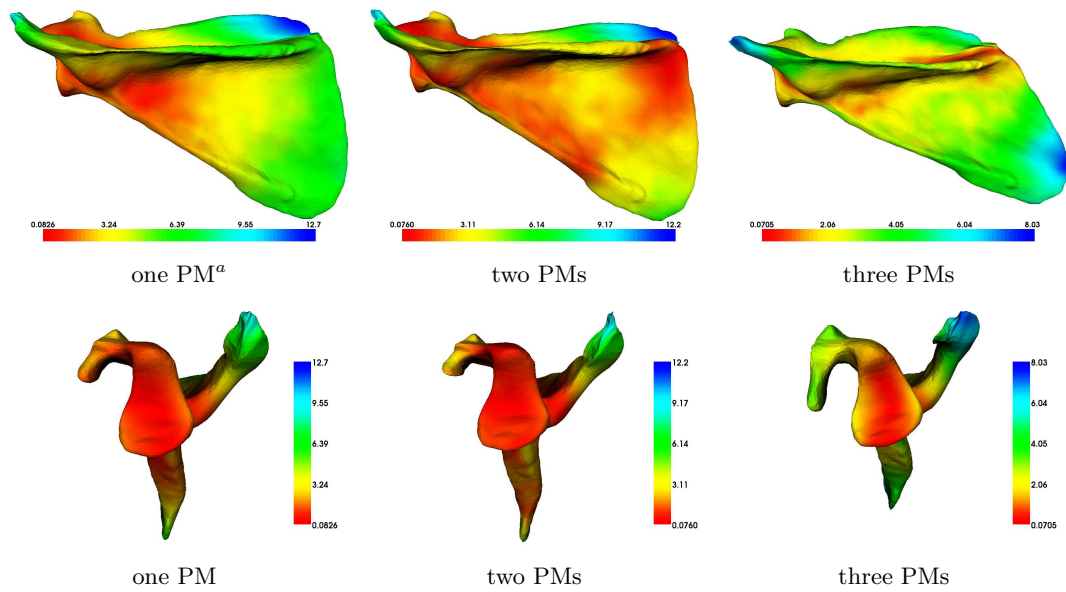 0.0826 3.24 6.39 9.55 12.7
0.0760 3.11 6.14 9.17 12.2
0.0705 2.06 4.05 6.04 8.03
one PMᵃ
two PMs
three PMs
12.7
9.55
6.39
3.24
0.0826
12.2
9.17
6.14
3.11
0.0760
8.03
6.04
4.05
2.06
0.0705
one PM
two PMs
three PMs